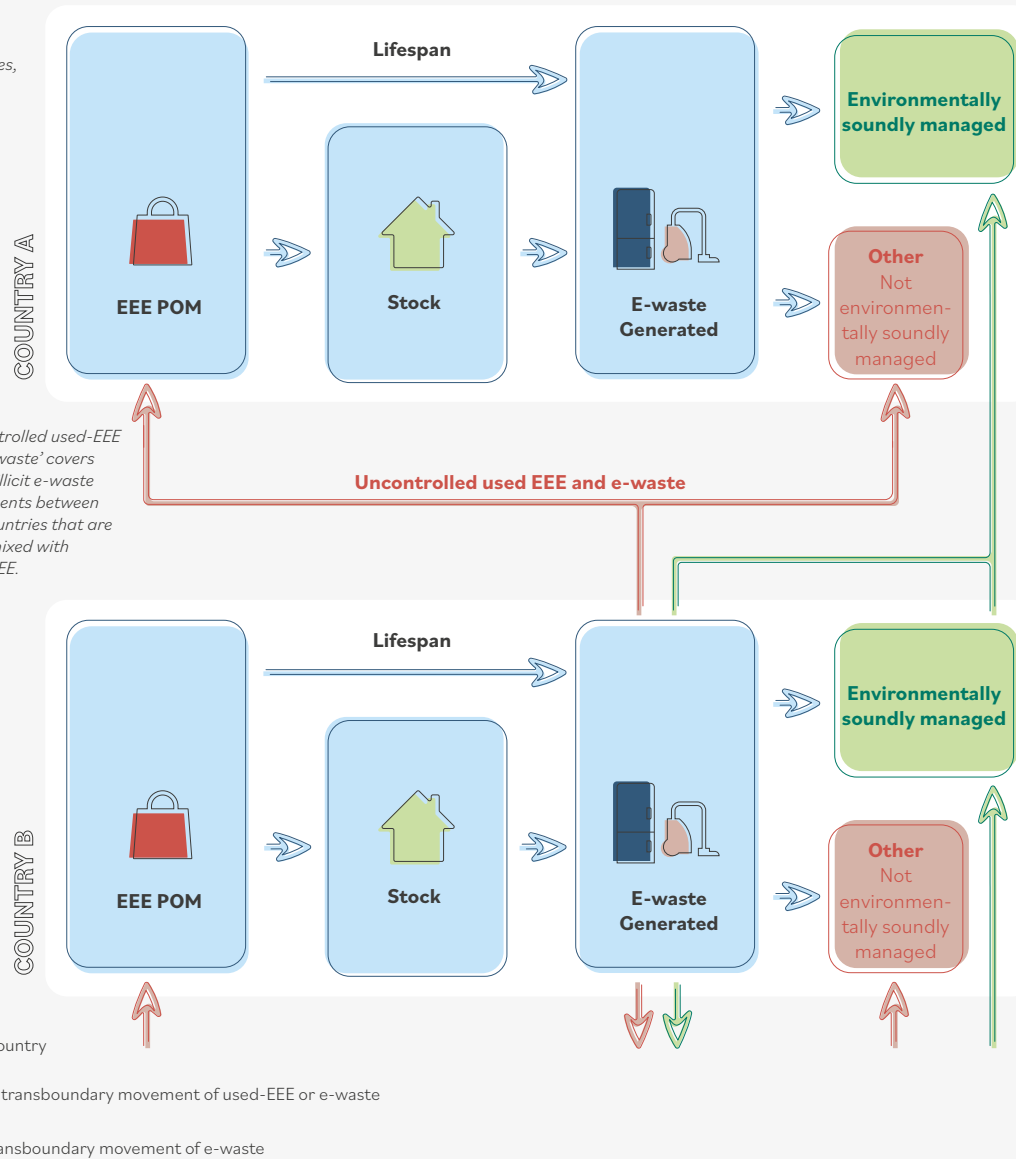 Lifespan
es,
Environmentally
soundly managed
COUNTRY A
EEE POM
Stock
E-waste
Generated
Other
Not
environmen-
tally soundly
managed
trolled used-EEE
waste’ covers
llicit e-waste
ents between
untries that are
nixed with
EE.
Uncontrolled used EEE and e-waste
Lifespan
Environmentally
soundly managed
COUNTRY B
EEE POM
Stock
E-waste
Generated
Other
Not
environmen-
tally soundly
managed
ountry
transboundary movement of used-EEE or e-waste
ansboundary movement of e-waste